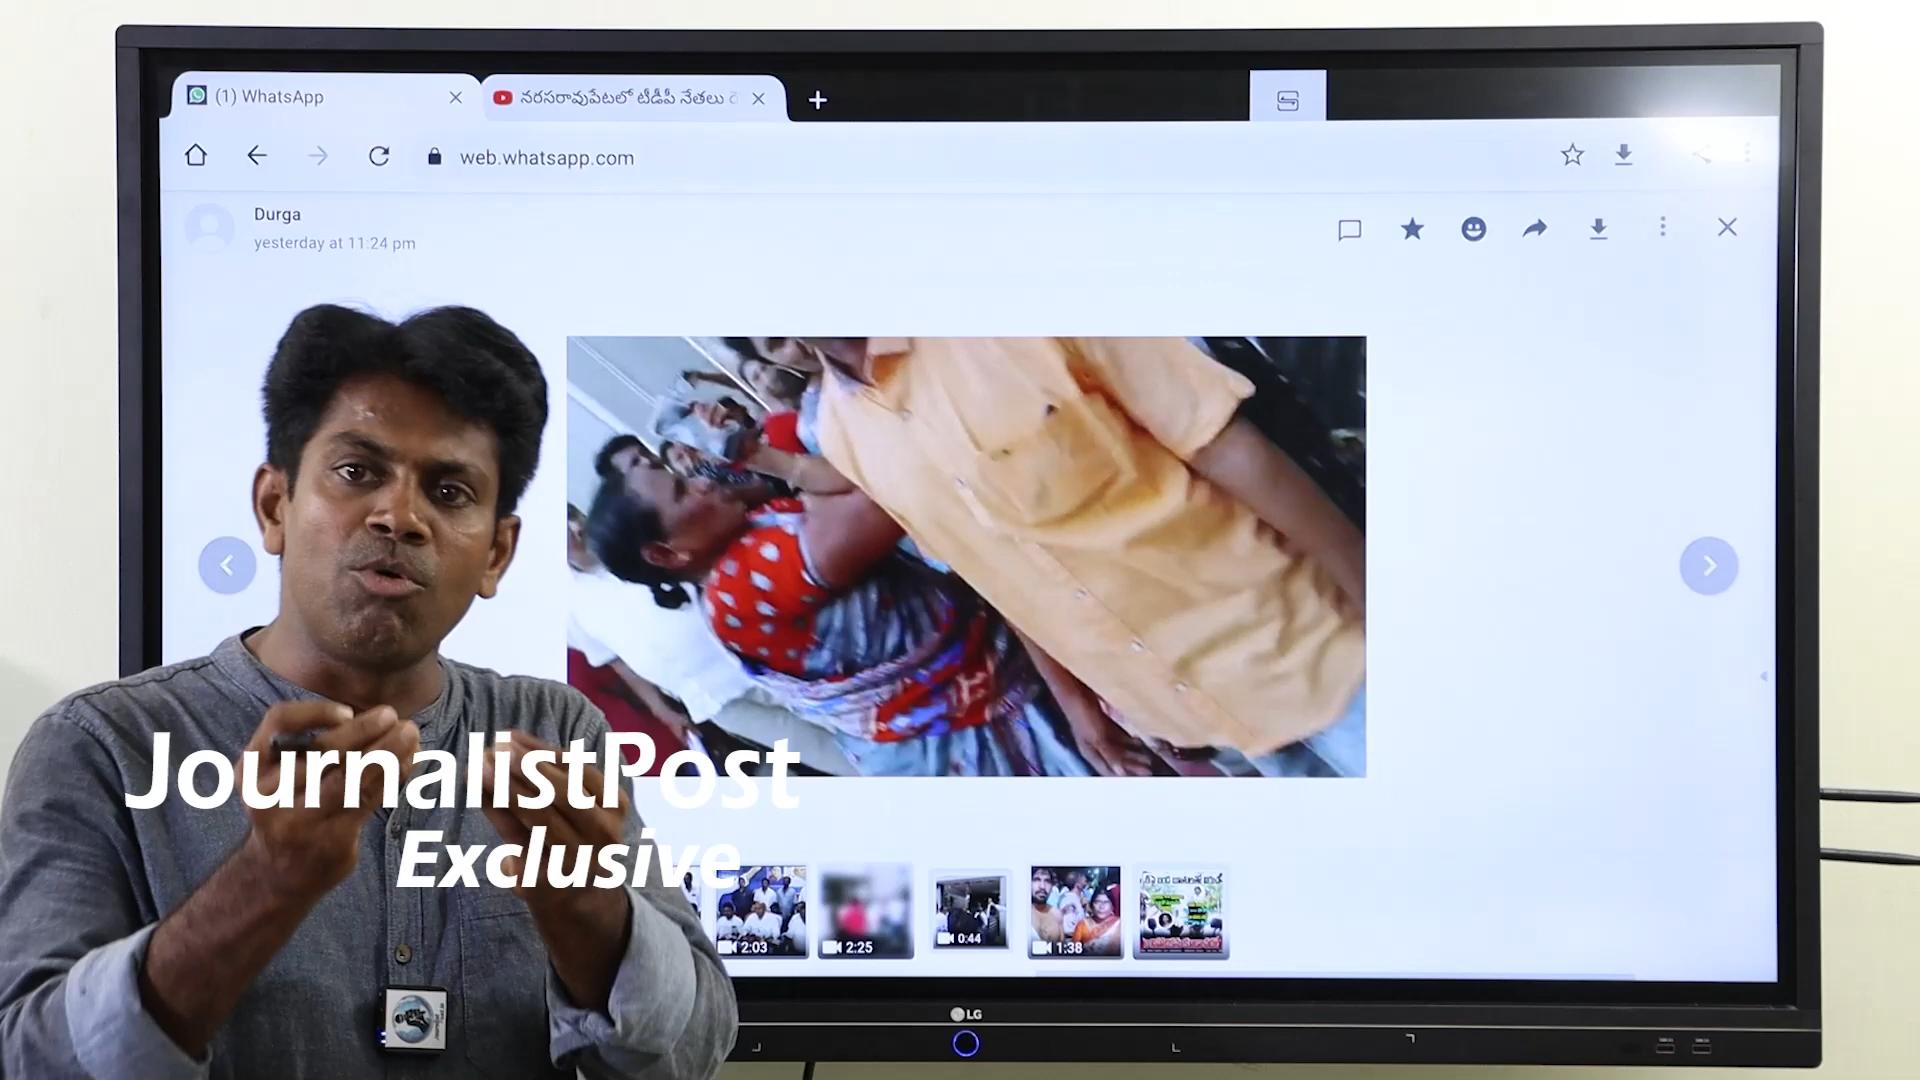 (1) WhatsApp
నరసరావుపేటలో టీడీపీ నేతలు
web.whatsapp.com
Durga
yesterday at 11:24 pm
JournalistPost
Exclusive
2:03
2:25
0:44
1:38
LG